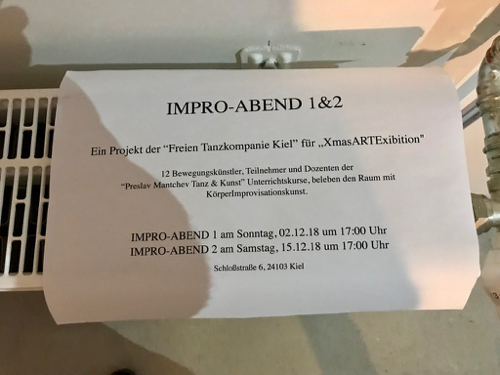 IMPRO-ABEND 1&2
Ein Projekt der “Freien Tanzkompanie Kiel” für „XmasARTExibition"
12 Bewegungskünstler, Teilnehmer und Dozenten der
“Preslav Mantchev Tanz & Kunst” Unterrichtskurse, beleben den Raum mit
KörperImprovisationskunst.
IMPRO-ABEND 1 am Sonntag, 02.12.18 um 17:00 Uhr
IMPRO-ABEND 2 am Samstag, 15.12.18 um 17:00 Uhr
Schloßstraße 6, 24103 Kiel